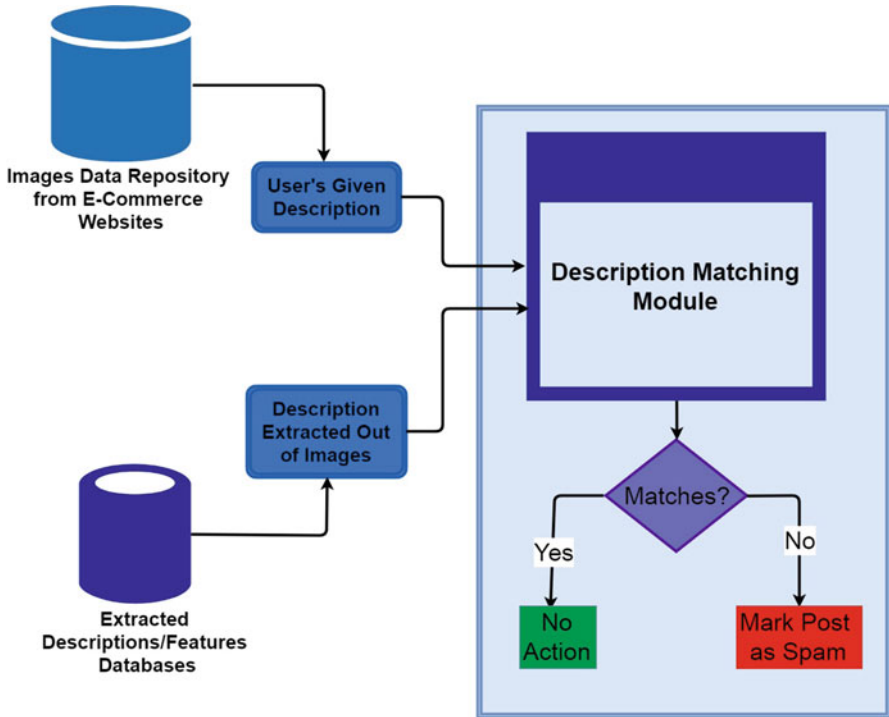 Images Data Repository
from E-Commerce
Websites
User's Given
Description
Description Matching
Module
Description
Extracted Out
of Images
Matches?
Yes
No
No
Action
Mark Post
as Spam
Extracted
Descriptions/Features
Databases